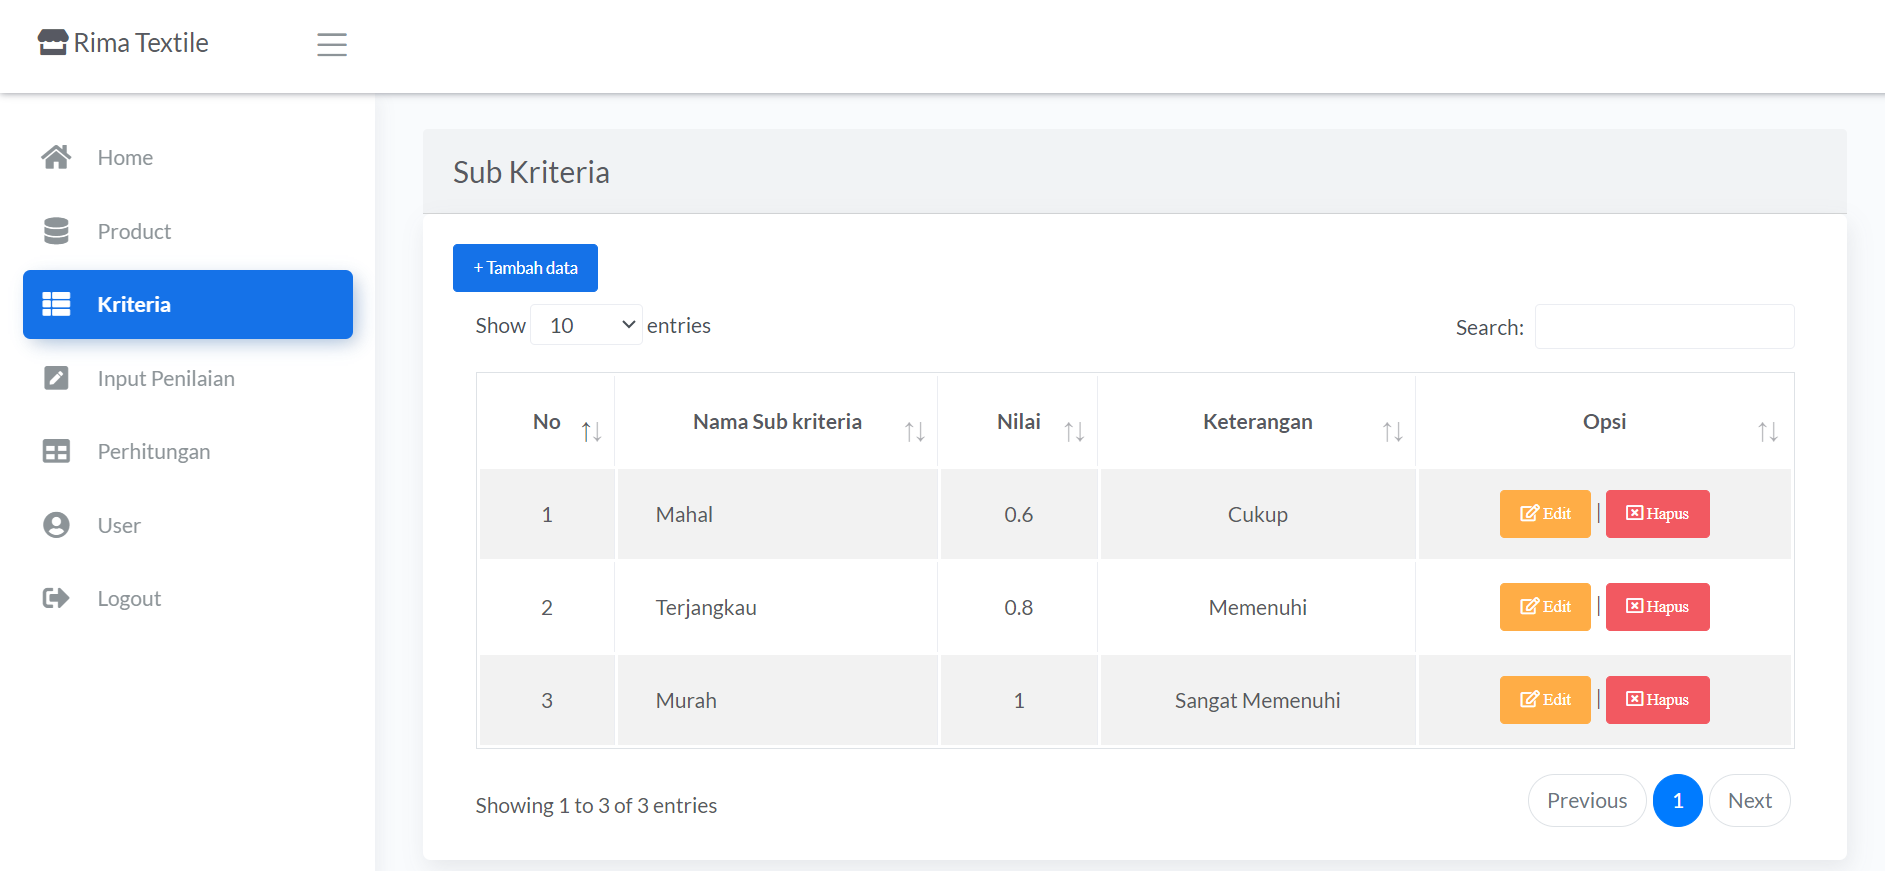 Rima Textile
Home
Product
Kriteria
Input Penilaian
Perhitungan
User
Logout
Sub Kriteria
+ Tambah data
Show 10 entries
Search:
No Nama Sub kriteria Nilai Keterangan Opsi
1 Mahal 0.6 Cukup Edit | Hapus
2 Terjangkau 0.8 Memenuhi Edit | Hapus
3 Murah 1 Sangat Memenuhi Edit | Hapus
Showing 1 to 3 of 3 entries
Previous 1 Next